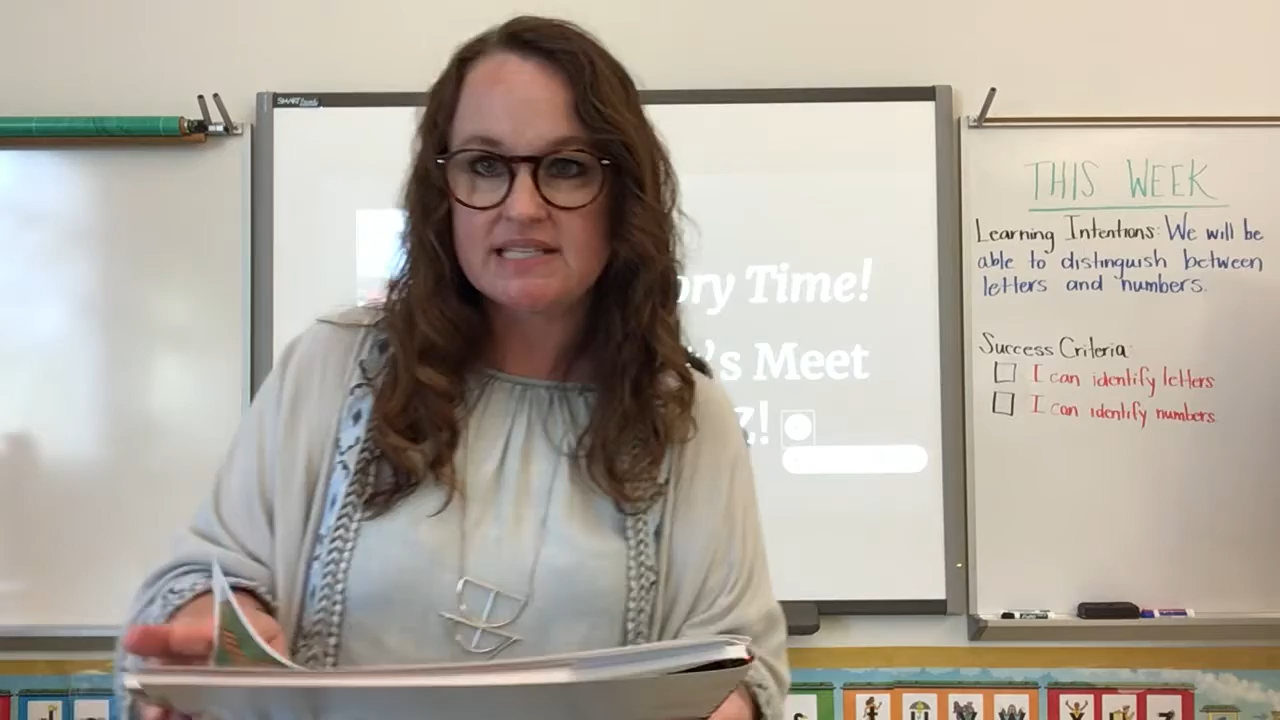 SMART
ory Time!
's Meet
z!
THIS WEEK
Learning Intentions: We will be
able to distinguish between
letters and numbers.
Success Criteria:
I can identify letters
I can identify numbers